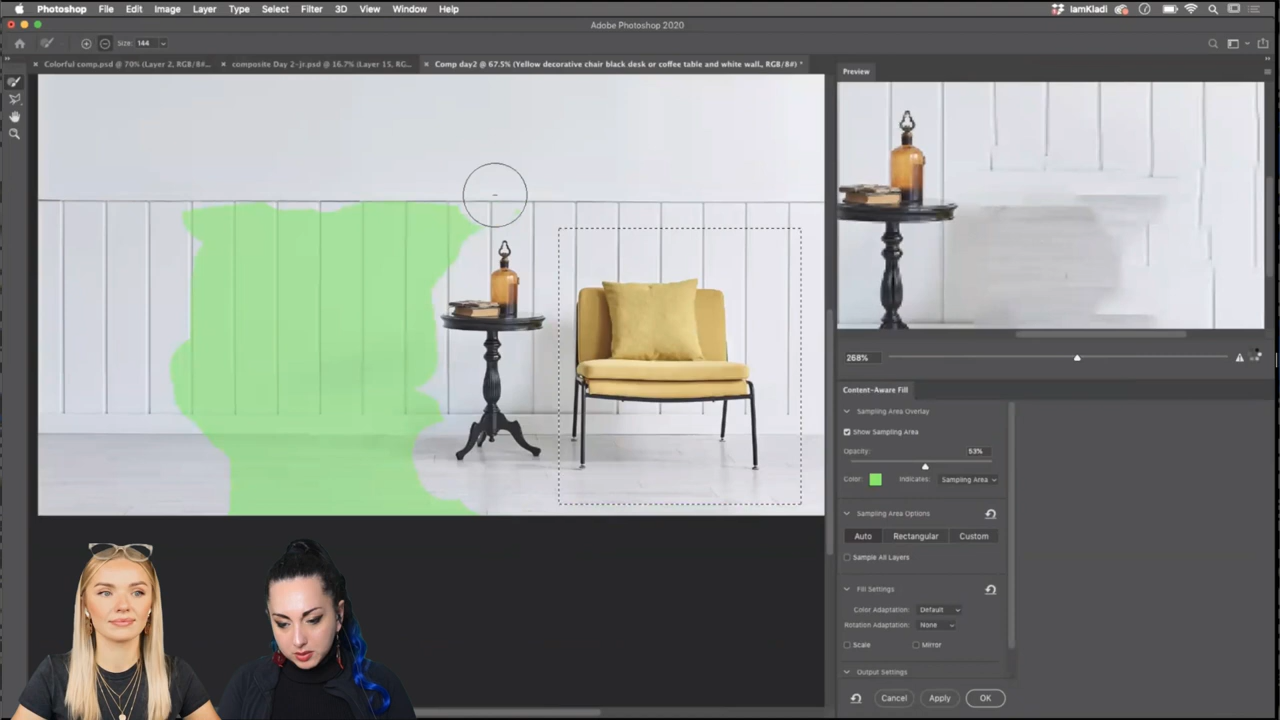 Photoshop File Edit Image Layer Type Select Filter 3D View Window Help IamKladi
Adobe Photoshop 2020
Size: 144
× Colorful comp.psd @ 70% (Layer 2, RGB/8#)... × composite Day 2-jr.psd @ 16.7% (Layer 15, RG... × Comp day2 @ 67.5% (Yellow decorative chair black desk or coffee table and white wall., RGB/8#) *
Preview
268%
Content-Aware Fill
Sampling Area Overlay
Show Sampling Area
Opacity: 53%
Color: Indicates: Sampling Area
Sampling Area Options
Auto Rectangular Custom
Sample All Layers
Fill Settings
Color Adaptation: Default
Rotation Adaptation: None
Scale Mirror
Output Settings
Cancel Apply OK